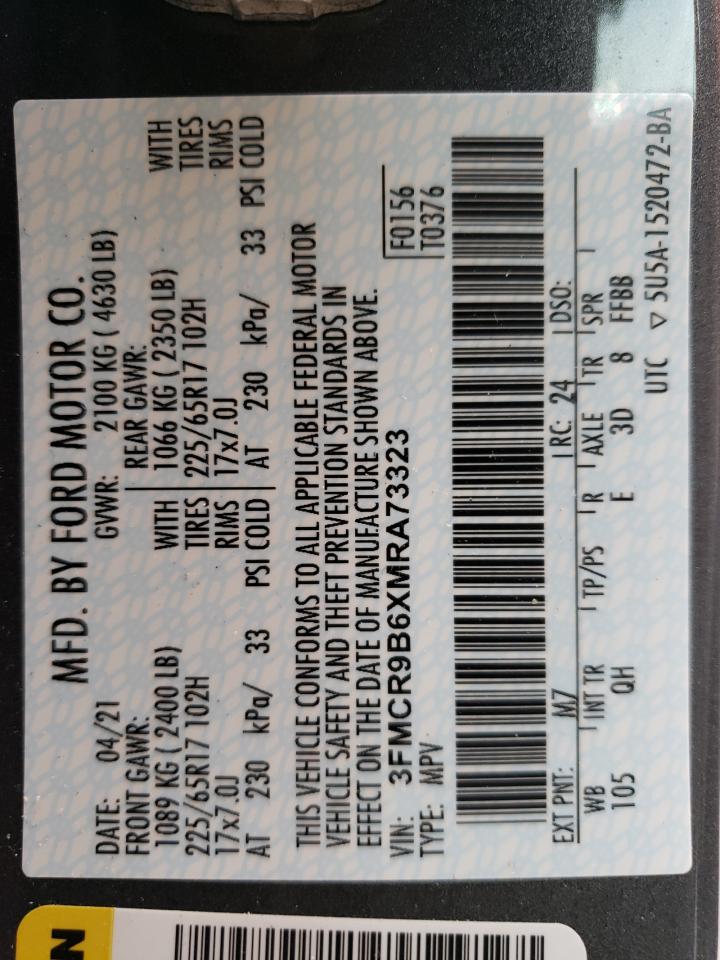 MFD. BY FORD MOTOR CO.
DATE: 04/21 GVWR: 2100 KG ( 4630 LB)
FRONT GAWR: REAR GAWR:
1089 KG ( 2400 LB) WITH 1066 KG ( 2350 LB) WITH
225/65R17 102H TIRES 225/65R17 102H TIRES
17x7.0J RIMS 17x7.0J RIMS
AT 230 kPa/ 33 PSI COLD AT 230 kPa/ 33 PSI COLD
THIS VEHICLE CONFORMS TO ALL APPLICABLE FEDERAL MOTOR
VEHICLE SAFETY AND THEFT PREVENTION STANDARDS IN
EFFECT ON THE DATE OF MANUFACTURE SHOWN ABOVE.
VIN: 3FMCR9B6XMRA73323 F0156
TYPE: MPV T0376
EXT PNT: M7 RC: 24 DSO:
WB INT TR TP/PS R AXLE TR SPR
105 QH E 3D 8 FFBB
UTC ▽ 5U5A-1520472-BA
N